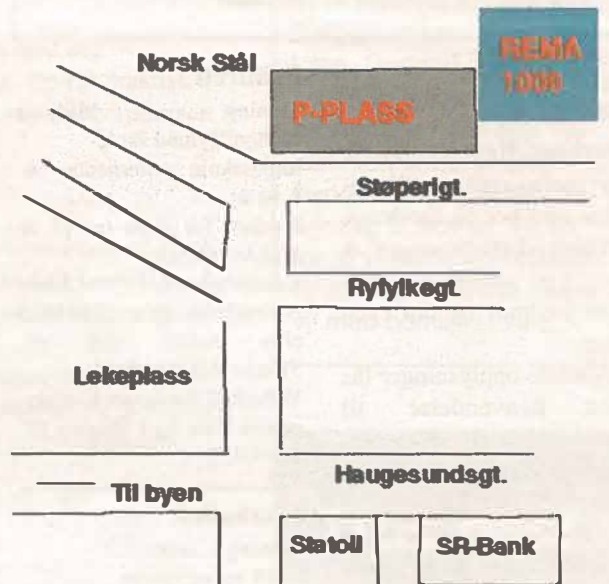 Norsk Stål
REMA
1000
P-PLASS
Støperigt.
Ryfylkegt.
Lekeplass
Haugesundsgt.
Til byen
Statoil
SR-Bank